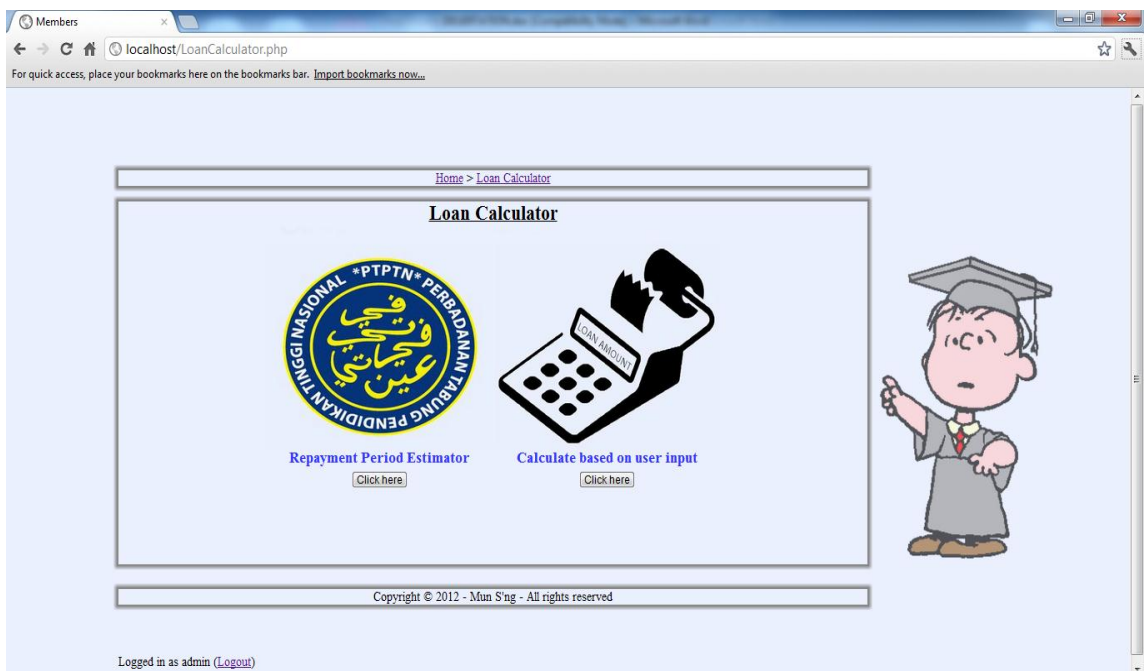 Members
localhost/LoanCalculator.php
For quick access, place your bookmarks here on the bookmarks bar. Import bookmarks now...
Home > Loan Calculator
Loan Calculator
*PTPTN* PERBADANAN TABUNG PENDIDIKAN TINGGI NASIONAL
LOAN AMOUNT
Repayment Period Estimator
Calculate based on user input
Click here
Click here
Copyright © 2012 - Mun S'ng - All rights reserved
Logged in as admin (Logout)